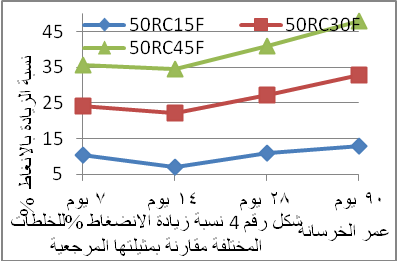 50RC15F 50RC30F
50RC45F
45
35
25
15
5
نسبة الزيادة بالانغاط %
٧ يوم ١٤ يوم ٢٨ يوم ٩٠ يوم
عمر الخرسانة
شكل رقم 4 نسبة زيادة الانضغاط %للخلطات
المختلفة مقارنة بمثيلتها المرجعية